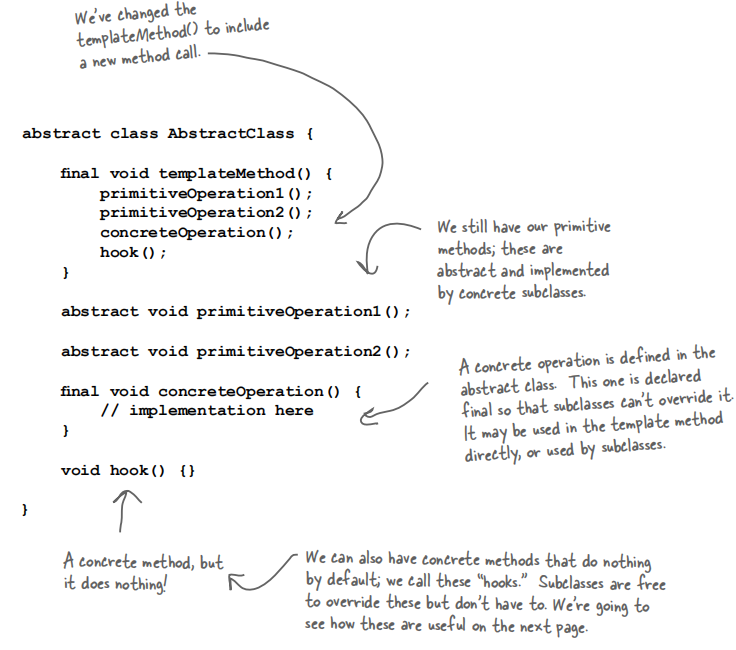 We've changed the
templateMethod() to include
a new method call.
abstract class AbstractClass {
final void templateMethod() {
primitiveOperation1();
primitiveOperation2();
concreteOperation();
hook();
}
We still have our primitive
methods; these are
abstract and implemented
by concrete subclasses.
abstract void primitiveOperation1();
abstract void primitiveOperation2();
final void concreteOperation() {
// implementation here
}
A concrete operation is defined in the
abstract class. This one is declared
final so that subclasses can't override it.
It may be used in the template method
directly, or used by subclasses.
void hook() {}
}
A concrete method, but
it does nothing!
We can also have concrete methods that do nothing
by default; we call these "hooks." Subclasses are free
to override these but don't have to. We're going to
see how these are useful on the next page.